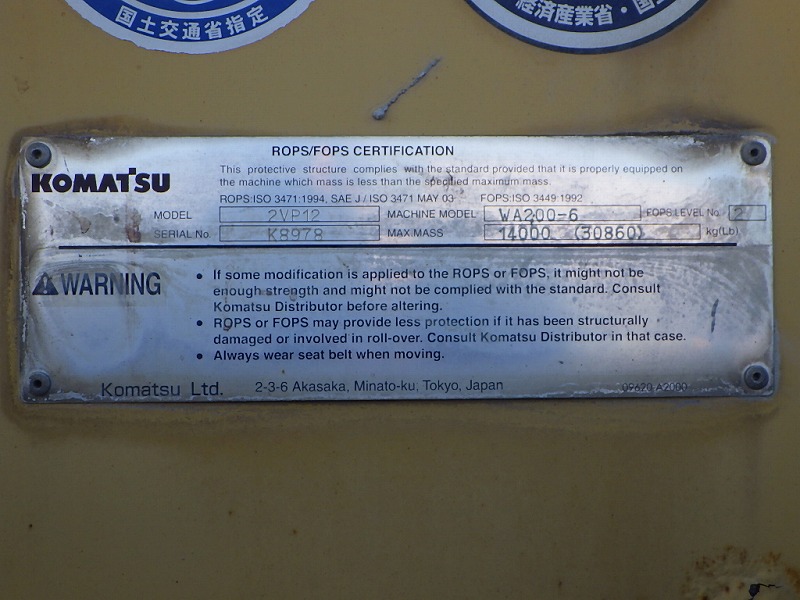 国土交通省指定
経済産業省・国土
ROPS/FOPS CERTIFICATION
KOMATSU
This protective structure complies with the standard provided that it is properly equipped on
the machine which mass is less than the specified maximum mass.
ROPS:ISO 3471:1994, SAE J / ISO 3471 MAY 03 FOPS:ISO 3449:1992
MODEL 2VP12 MACHINE MODEL WA200-6 FOPS LEVEL No. 2
SERIAL No. K8978 MAX.MASS 14000 (30860) kg(Lb)
WARNING
• If some modification is applied to the ROPS or FOPS, it might not be
enough strength and might not be complied with the standard. Consult
Komatsu Distributor before altering.
• ROPS or FOPS may provide less protection if it has been structurally
damaged or involved in roll-over. Consult Komatsu Distributor in that case.
• Always wear seat belt when moving.
Komatsu Ltd. 2-3-6 Akasaka, Minato-ku, Tokyo, Japan 09620-A2000